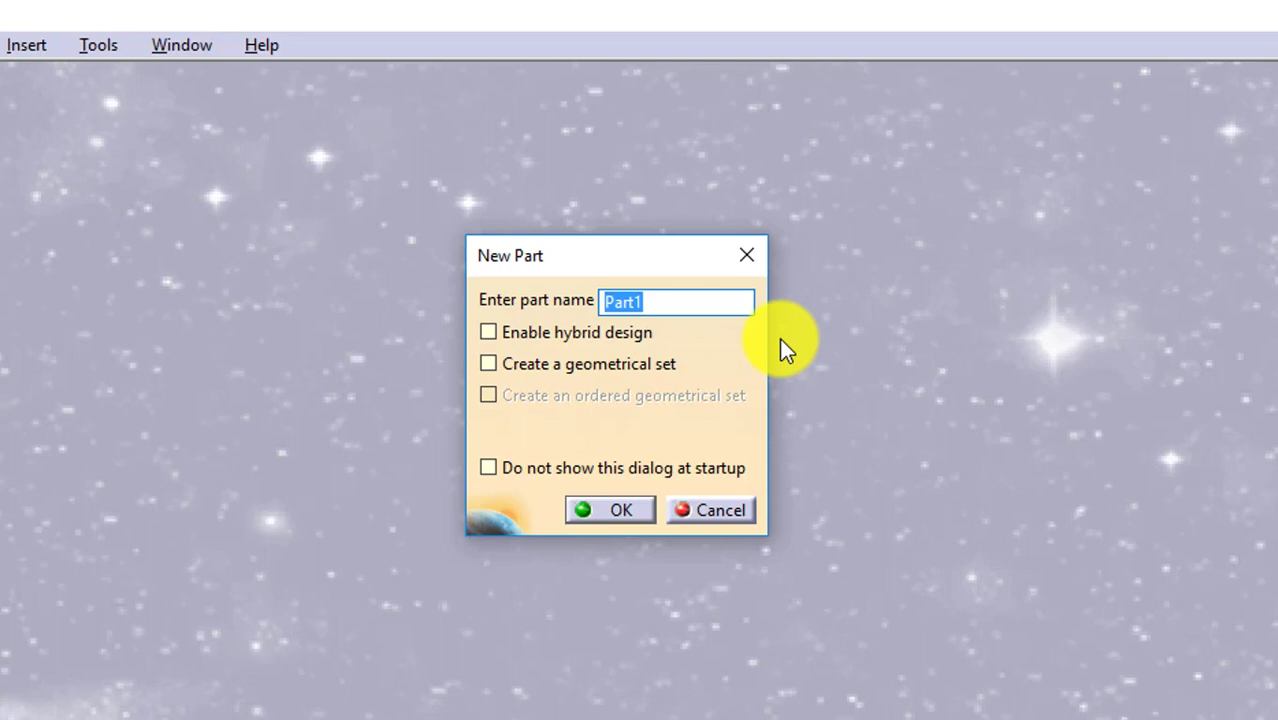 Insert Tools Window Help
New Part
Enter part name Part1
Enable hybrid design
Create a geometrical set
Create an ordered geometrical set
Do not show this dialog at startup
OK Cancel